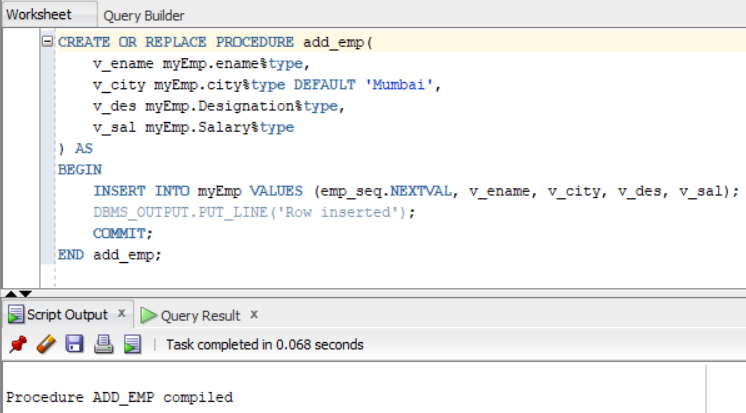 Worksheet Query Builder
CREATE OR REPLACE PROCEDURE add_emp(
    v_ename myEmp.ename%type,
    v_city myEmp.city%type DEFAULT 'Mumbai',
    v_des myEmp.Designation%type,
    v_sal myEmp.Salary%type
) AS
BEGIN
    INSERT INTO myEmp VALUES (emp_seq.NEXTVAL, v_ename, v_city, v_des, v_sal);
    DBMS_OUTPUT.PUT_LINE('Row inserted');
    COMMIT;
END add_emp;
Script Output x Query Result x
Task completed in 0.068 seconds
Procedure ADD_EMP compiled